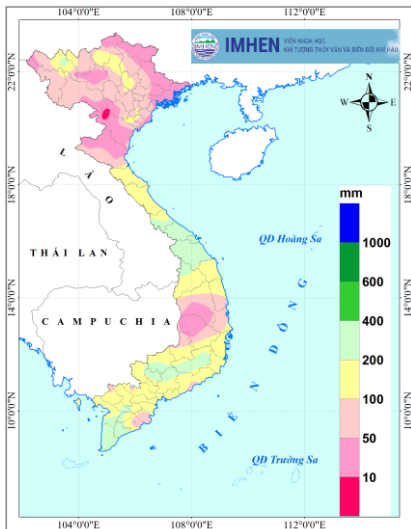 104°0'0"E 108°0'0"E 112°0'0"E
IMHEN
VIỆN KHOA HỌC
KHÍ TƯỢNG THỦY VĂN VÀ BIẾN ĐỔI KHÍ HẬU
22°0'0"N
22°0'0"N
N
W E
S
LÀO
18°0'0"N
18°0'0"N
mm
QĐ Hoàng Sa
THÁI LAN
1000
600
14°0'0"N
14°0'0"N
CAMPUCHIA
400
200
BIỂN ĐÔNG
100
10°0'0"N
10°0'0"N
50
QĐ Trường Sa
10
104°0'0"E 108°0'0"E 112°0'0"E